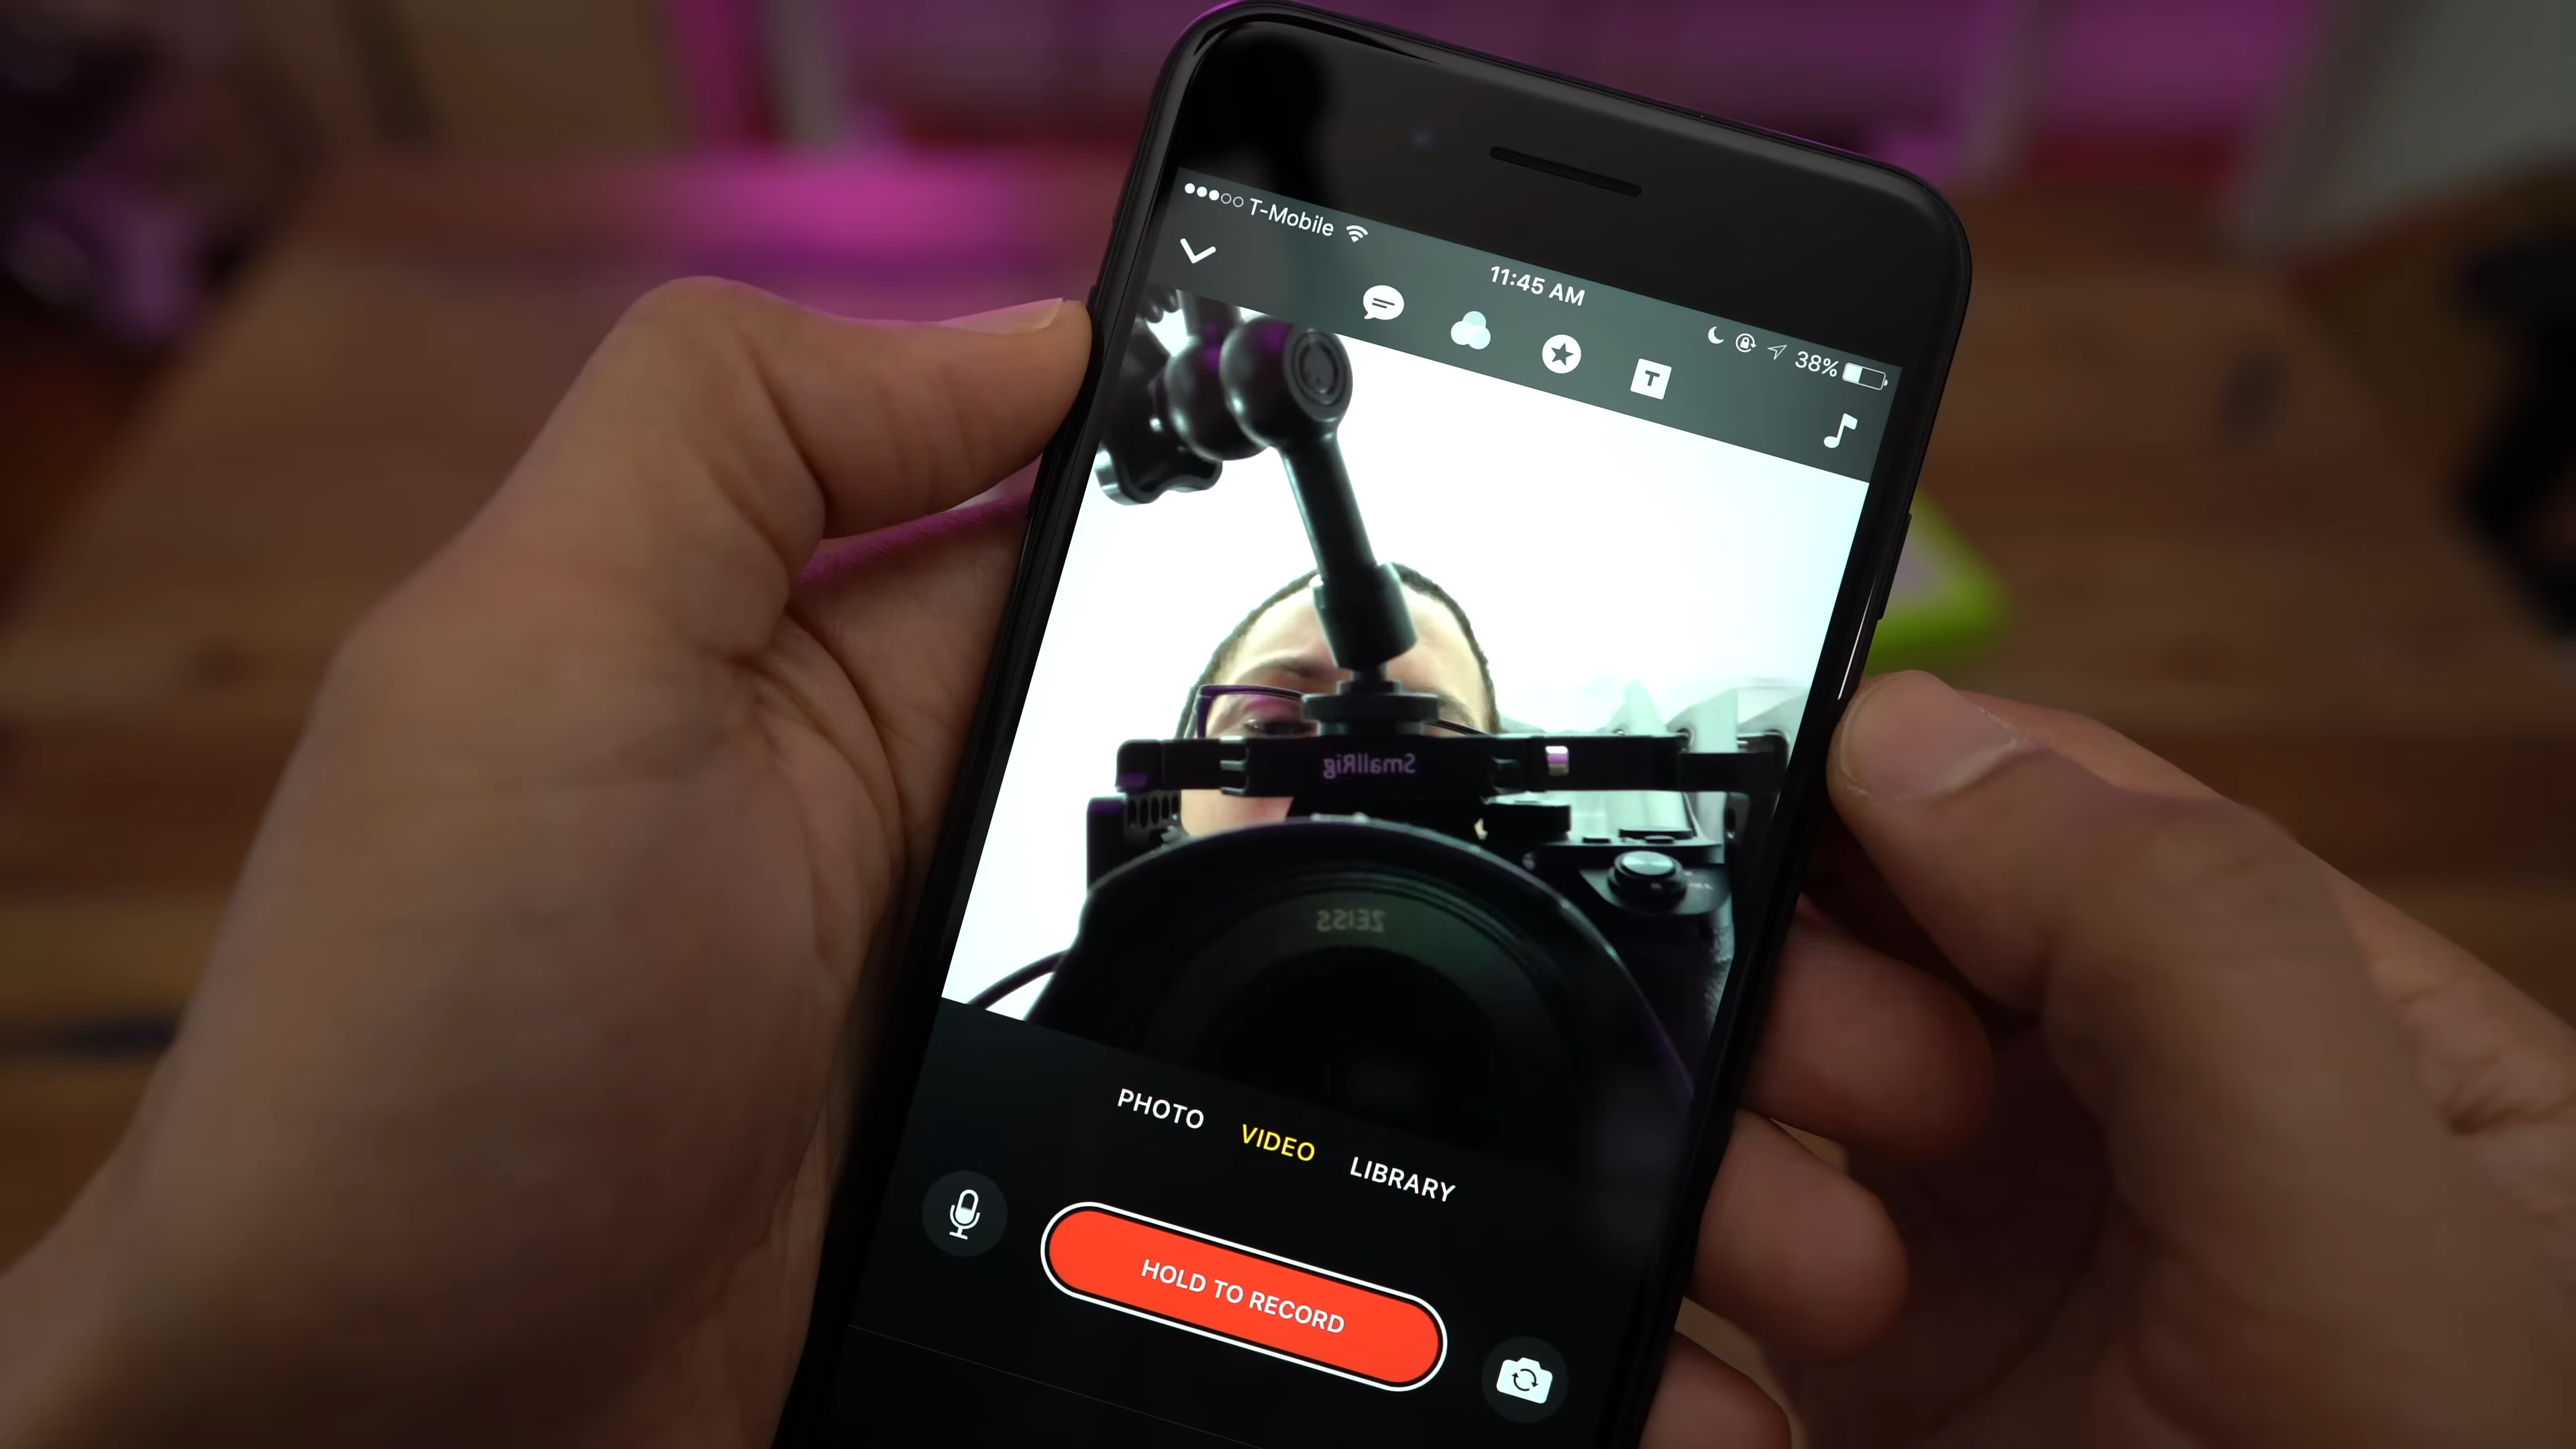 T-Mobile
11:45 AM
38%
T
SmallRig
ZEISS
PHOTO VIDEO LIBRARY
HOLD TO RECORD